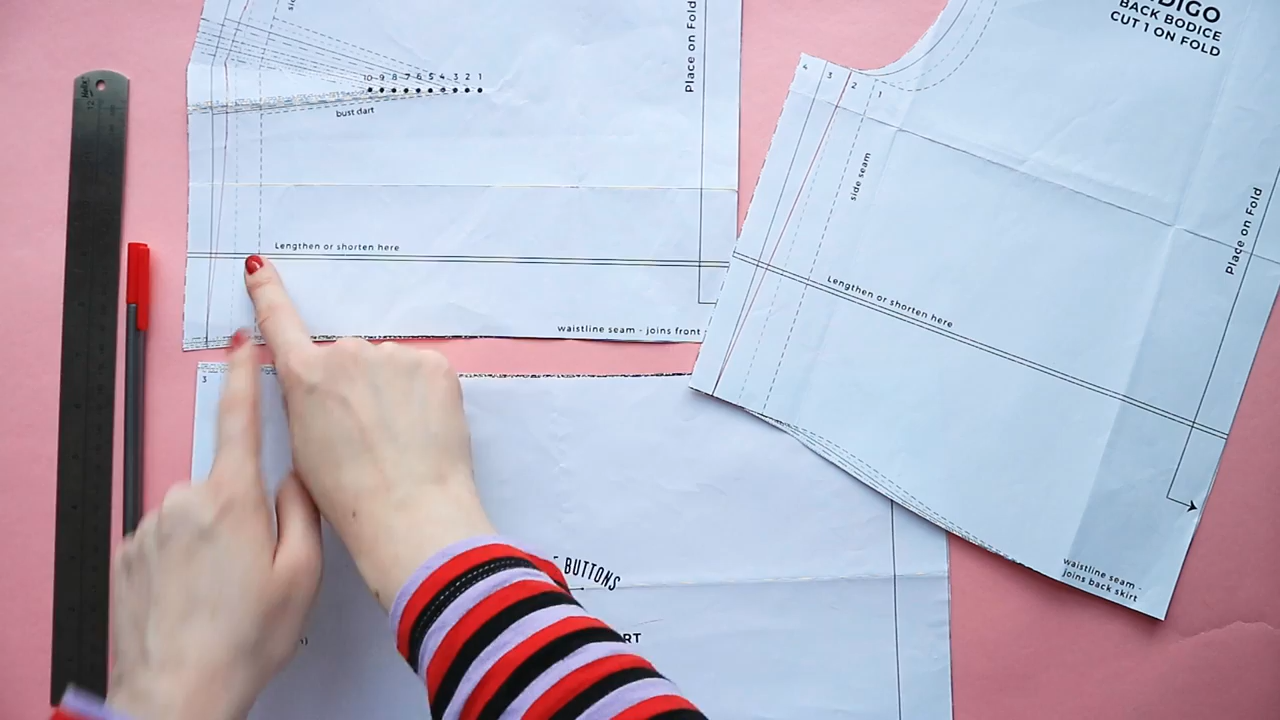 Place on Fold
10 9 8 7 6 5 4 3 2 1
bust dart
Lengthen or shorten here
waistline seam - joins front
BACK BODICE
CUT 1 ON FOLD
4 3 2 1
side seam
Place on Fold
Lengthen or shorten here
waistline seam -
joins back skirt
3
BUTTONS
12